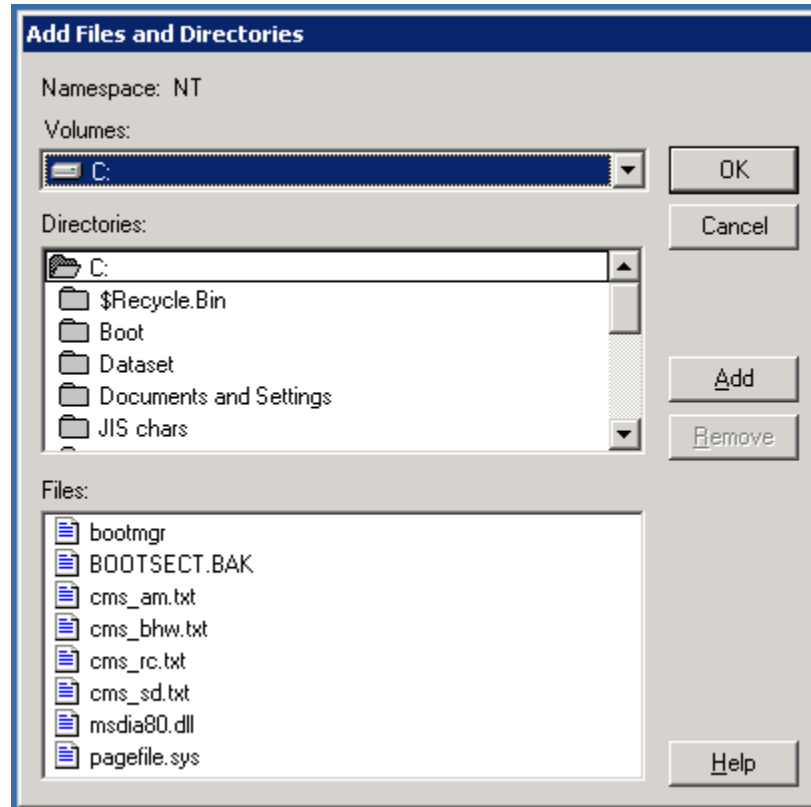 Add Files and Directories
Namespace: NT
Volumes:
C:
OK
Directories:
Cancel
C:
$Recycle.Bin
Boot
Dataset
Documents and Settings
JIS chars
Add
Remove
Files:
bootmgr
BOOTSECT.BAK
cms_am.txt
cms_bhw.txt
cms_rc.txt
cms_sd.txt
msdia80.dll
pagefile.sys
Help